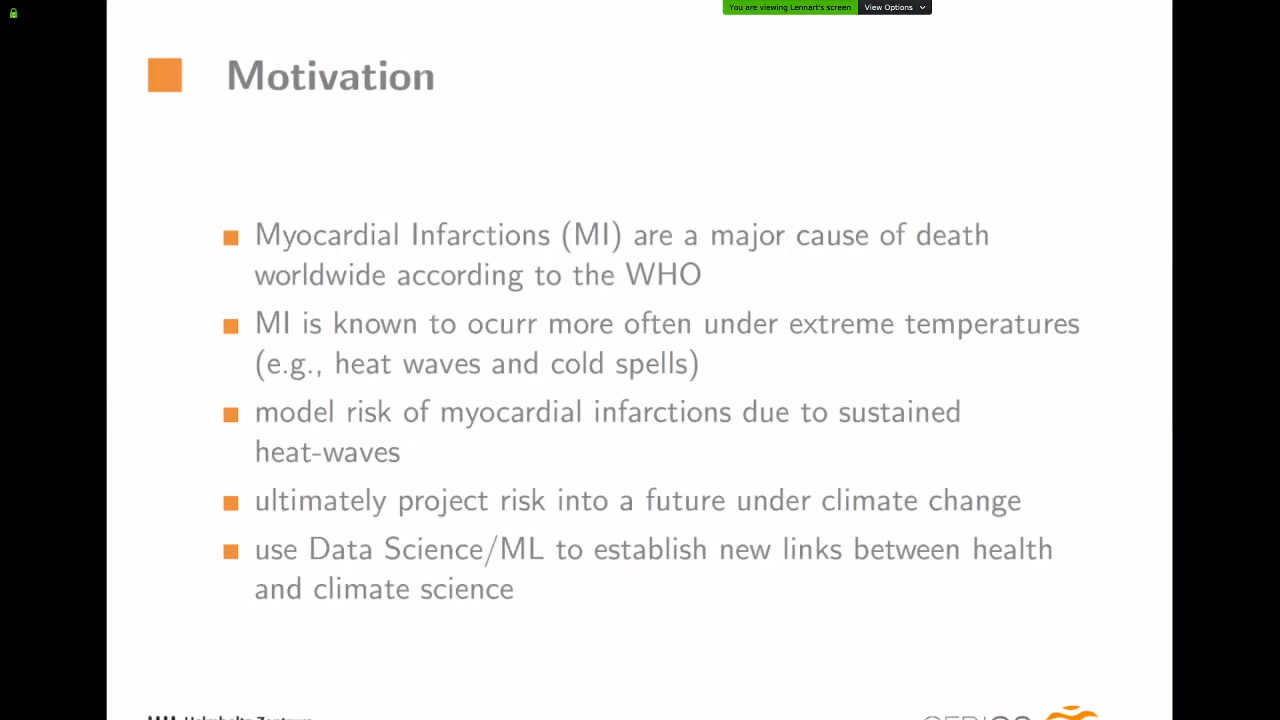 You are viewing Lennart's screen View Options
Motivation
Myocardial Infarctions (MI) are a major cause of death
worldwide according to the WHO
MI is known to ocurr more often under extreme temperatures
(e.g., heat waves and cold spells)
model risk of myocardial infarctions due to sustained
heat-waves
ultimately project risk into a future under climate change
use Data Science/ML to establish new links between health
and climate science